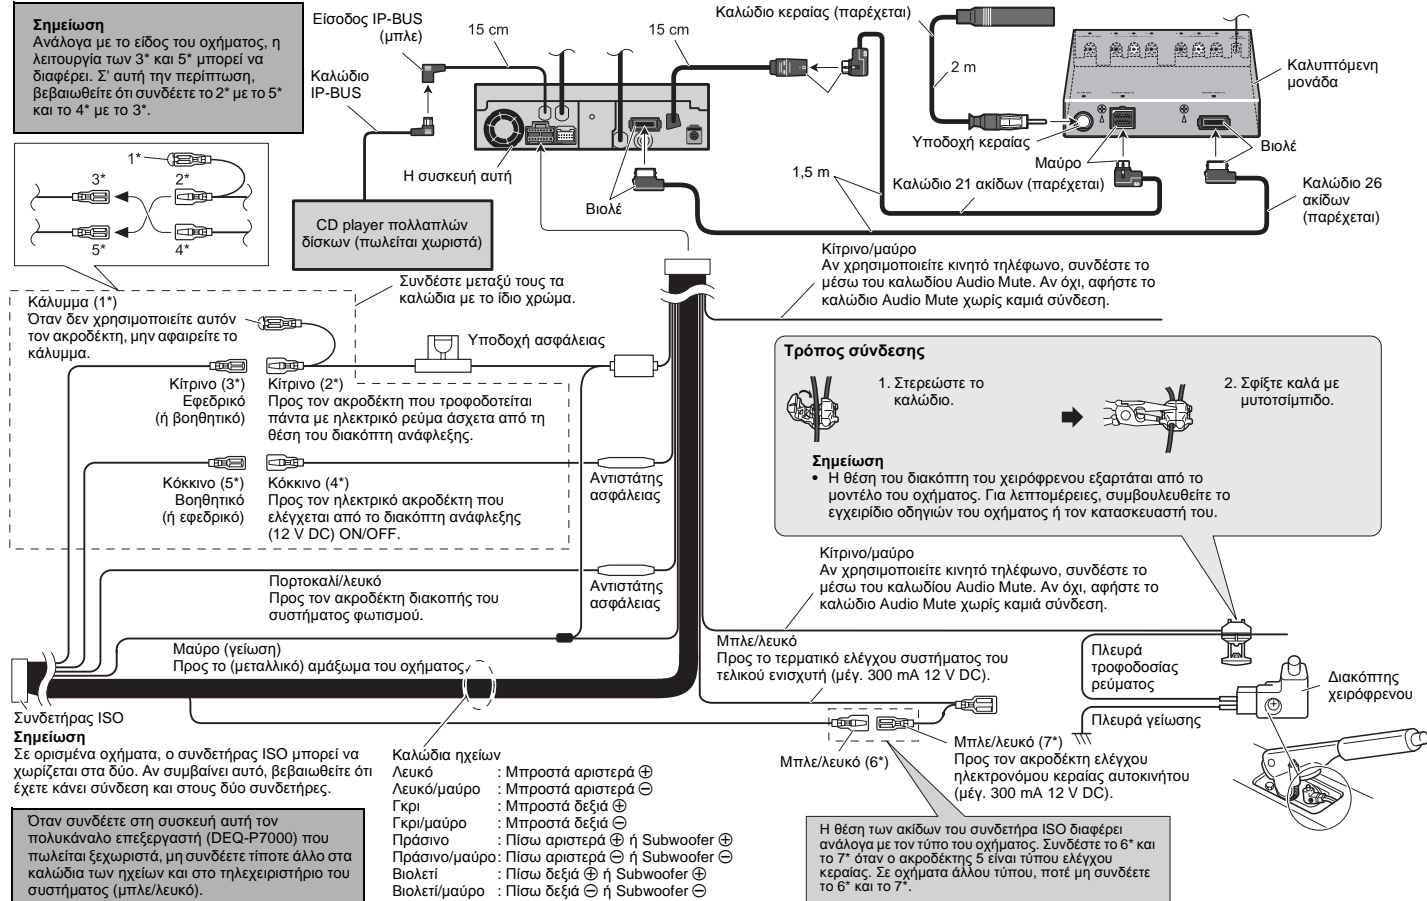 Σημείωση
Ανάλογα με το είδος του οχήματος, η
λειτουργία των 3* και 5* μπορεί να
διαφέρει. Σ’ αυτή την περίπτωση,
βεβαιωθείτε ότι συνδέετε το 2* με το 5*
και το 4* με το 3*.
Είσοδος IP-BUS
(μπλε)
15 cm
Καλώδιο
IP-BUS
15 cm
Καλώδιο κεραίας (παρέχεται)
2 m
Καλυπτόμενη
μονάδα
Υποδοχή κεραίας
Μαύρο
Βιολέ
Η συσκευή αυτή
Βιολέ
1,5 m
Καλώδιο 21 ακίδων (παρέχεται)
Καλώδιο 26
ακίδων
(παρέχεται)
1*
3*
2*
5*
4*
CD player πολλαπλών
δίσκων (πωλείται χωριστά)
Συνδέστε μεταξύ τους τα
καλώδια με το ίδιο χρώμα.
Κίτρινο/μαύρο
Αν χρησιμοποιείτε κινητό τηλέφωνο, συνδέστε το
μέσω του καλωδίου Audio Mute. Αν όχι, αφήστε το
καλώδιο Audio Mute χωρίς καμιά σύνδεση.
Κάλυμμα (1*)
Όταν δεν χρησιμοποιείτε αυτόν
τον ακροδέκτη, μην αφαιρείτε το
κάλυμμα.
Υποδοχή ασφάλειας
Κίτρινο (3*)
Εφεδρικό
(ή βοηθητικό)
Κίτρινο (2*)
Προς τον ακροδέκτη που τροφοδοτείται
πάντα με ηλεκτρικό ρεύμα άσχετα από τη
θέση του διακόπτη ανάφλεξης.
Κόκκινο (5*)
Βοηθητικό
(ή εφεδρικό)
Κόκκινο (4*)
Προς τον ηλεκτρικό ακροδέκτη που
ελέγχεται από το διακόπτη ανάφλεξης
(12 V DC) ON/OFF.
Αντιστάτης
ασφάλειας
Τρόπος σύνδεσης
1. Στερεώστε το
καλώδιο.
2. Σφίξτε καλά με
μυτοτσίμπιδο.
Σημείωση
• Η θέση του διακόπτη του χειρόφρενου εξαρτάται από το
μοντέλο του οχήματος. Για λεπτομέρειες, συμβουλευθείτε το
εγχειρίδιο οδηγιών του οχήματος ή τον κατασκευαστή του.
Πορτοκαλί/λευκό
Προς τον ακροδέκτη διακοπής του
συστήματος φωτισμού.
Αντιστάτης
ασφάλειας
Κίτρινο/μαύρο
Αν χρησιμοποιείτε κινητό τηλέφωνο, συνδέστε το
μέσω του καλωδίου Audio Mute. Αν όχι, αφήστε το
καλώδιο Audio Mute χωρίς καμιά σύνδεση.
Μαύρο (γείωση)
Προς το (μεταλλικό) αμάξωμα του οχήματος.
Μπλε/λευκό
Προς το τερματικό ελέγχου συστήματος του
τελικού ενισχυτή (μέγ. 300 mA 12 V DC).
Πλευρά
τροφοδοσίας
ρεύματος
Διακόπτης
χειρόφρενου
Πλευρά γείωσης
Συνδετήρας ISO
Σημείωση
Σε ορισμένα οχήματα, ο συνδετήρας ISO μπορεί να
χωρίζεται στα δύο. Αν συμβαίνει αυτό, βεβαιωθείτε ότι
έχετε κάνει σύνδεση και στους δύο συνδετήρες.
Όταν συνδέετε στη συσκευή αυτή τον
πολυκάναλο επεξεργαστή (DEQ-P7000) που
πωλείται ξεχωριστά, μη συνδέετε τίποτε άλλο στα
καλώδια των ηχείων και στο τηλεχειριστήριο του
συστήματος (μπλε/λευκό).
Καλώδια ηχείων
Λευκό : Μπροστά αριστερά ⊕
Λευκό/μαύρο : Μπροστά αριστερά ⊖
Γκρι : Μπροστά δεξιά ⊕
Γκρι/μαύρο : Μπροστά δεξιά ⊖
Πράσινο : Πίσω αριστερά ⊕ ή Subwoofer ⊕
Πράσινο/μαύρο: Πίσω αριστερά ⊖ ή Subwoofer ⊖
Βιολετί : Πίσω δεξιά ⊕ ή Subwoofer ⊕
Βιολετί/μαύρο : Πίσω δεξιά ⊖ ή Subwoofer ⊖
Μπλε/λευκό (6*)
Μπλε/λευκό (7*)
Προς τον ακροδέκτη ελέγχου
ηλεκτρονόμου κεραίας αυτοκινήτου
(μέγ. 300 mA 12 V DC).
Η θέση των ακίδων του συνδετήρα ISO διαφέρει
ανάλογα με τον τύπο του οχήματος. Συνδέστε το 6* και
το 7* όταν ο ακροδέκτης 5 είναι τύπου ελέγχου
κεραίας. Σε οχήματα άλλου τύπου, ποτέ μη συνδέετε
το 6* και το 7*.